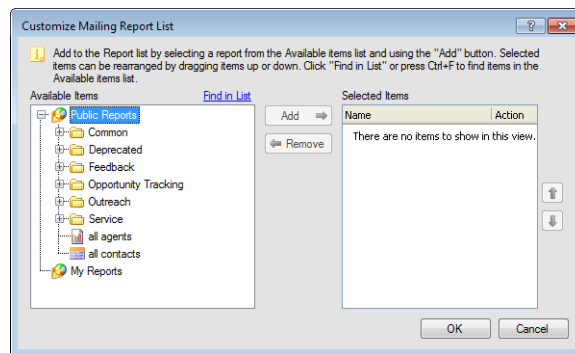 Customize Mailing Report List
Add to the Report list by selecting a report from the Available items list and using the "Add" button. Selected
items can be rearranged by dragging items up or down. Click "Find in List" or press Ctrl+F to find items in the
Available items list.
Available Items Find in List
Selected Items
Public Reports
Common
Deprecated
Feedback
Opportunity Tracking
Outreach
Service
all agents
all contacts
My Reports
Add
Remove
Name Action
There are no items to show in this view.
OK Cancel